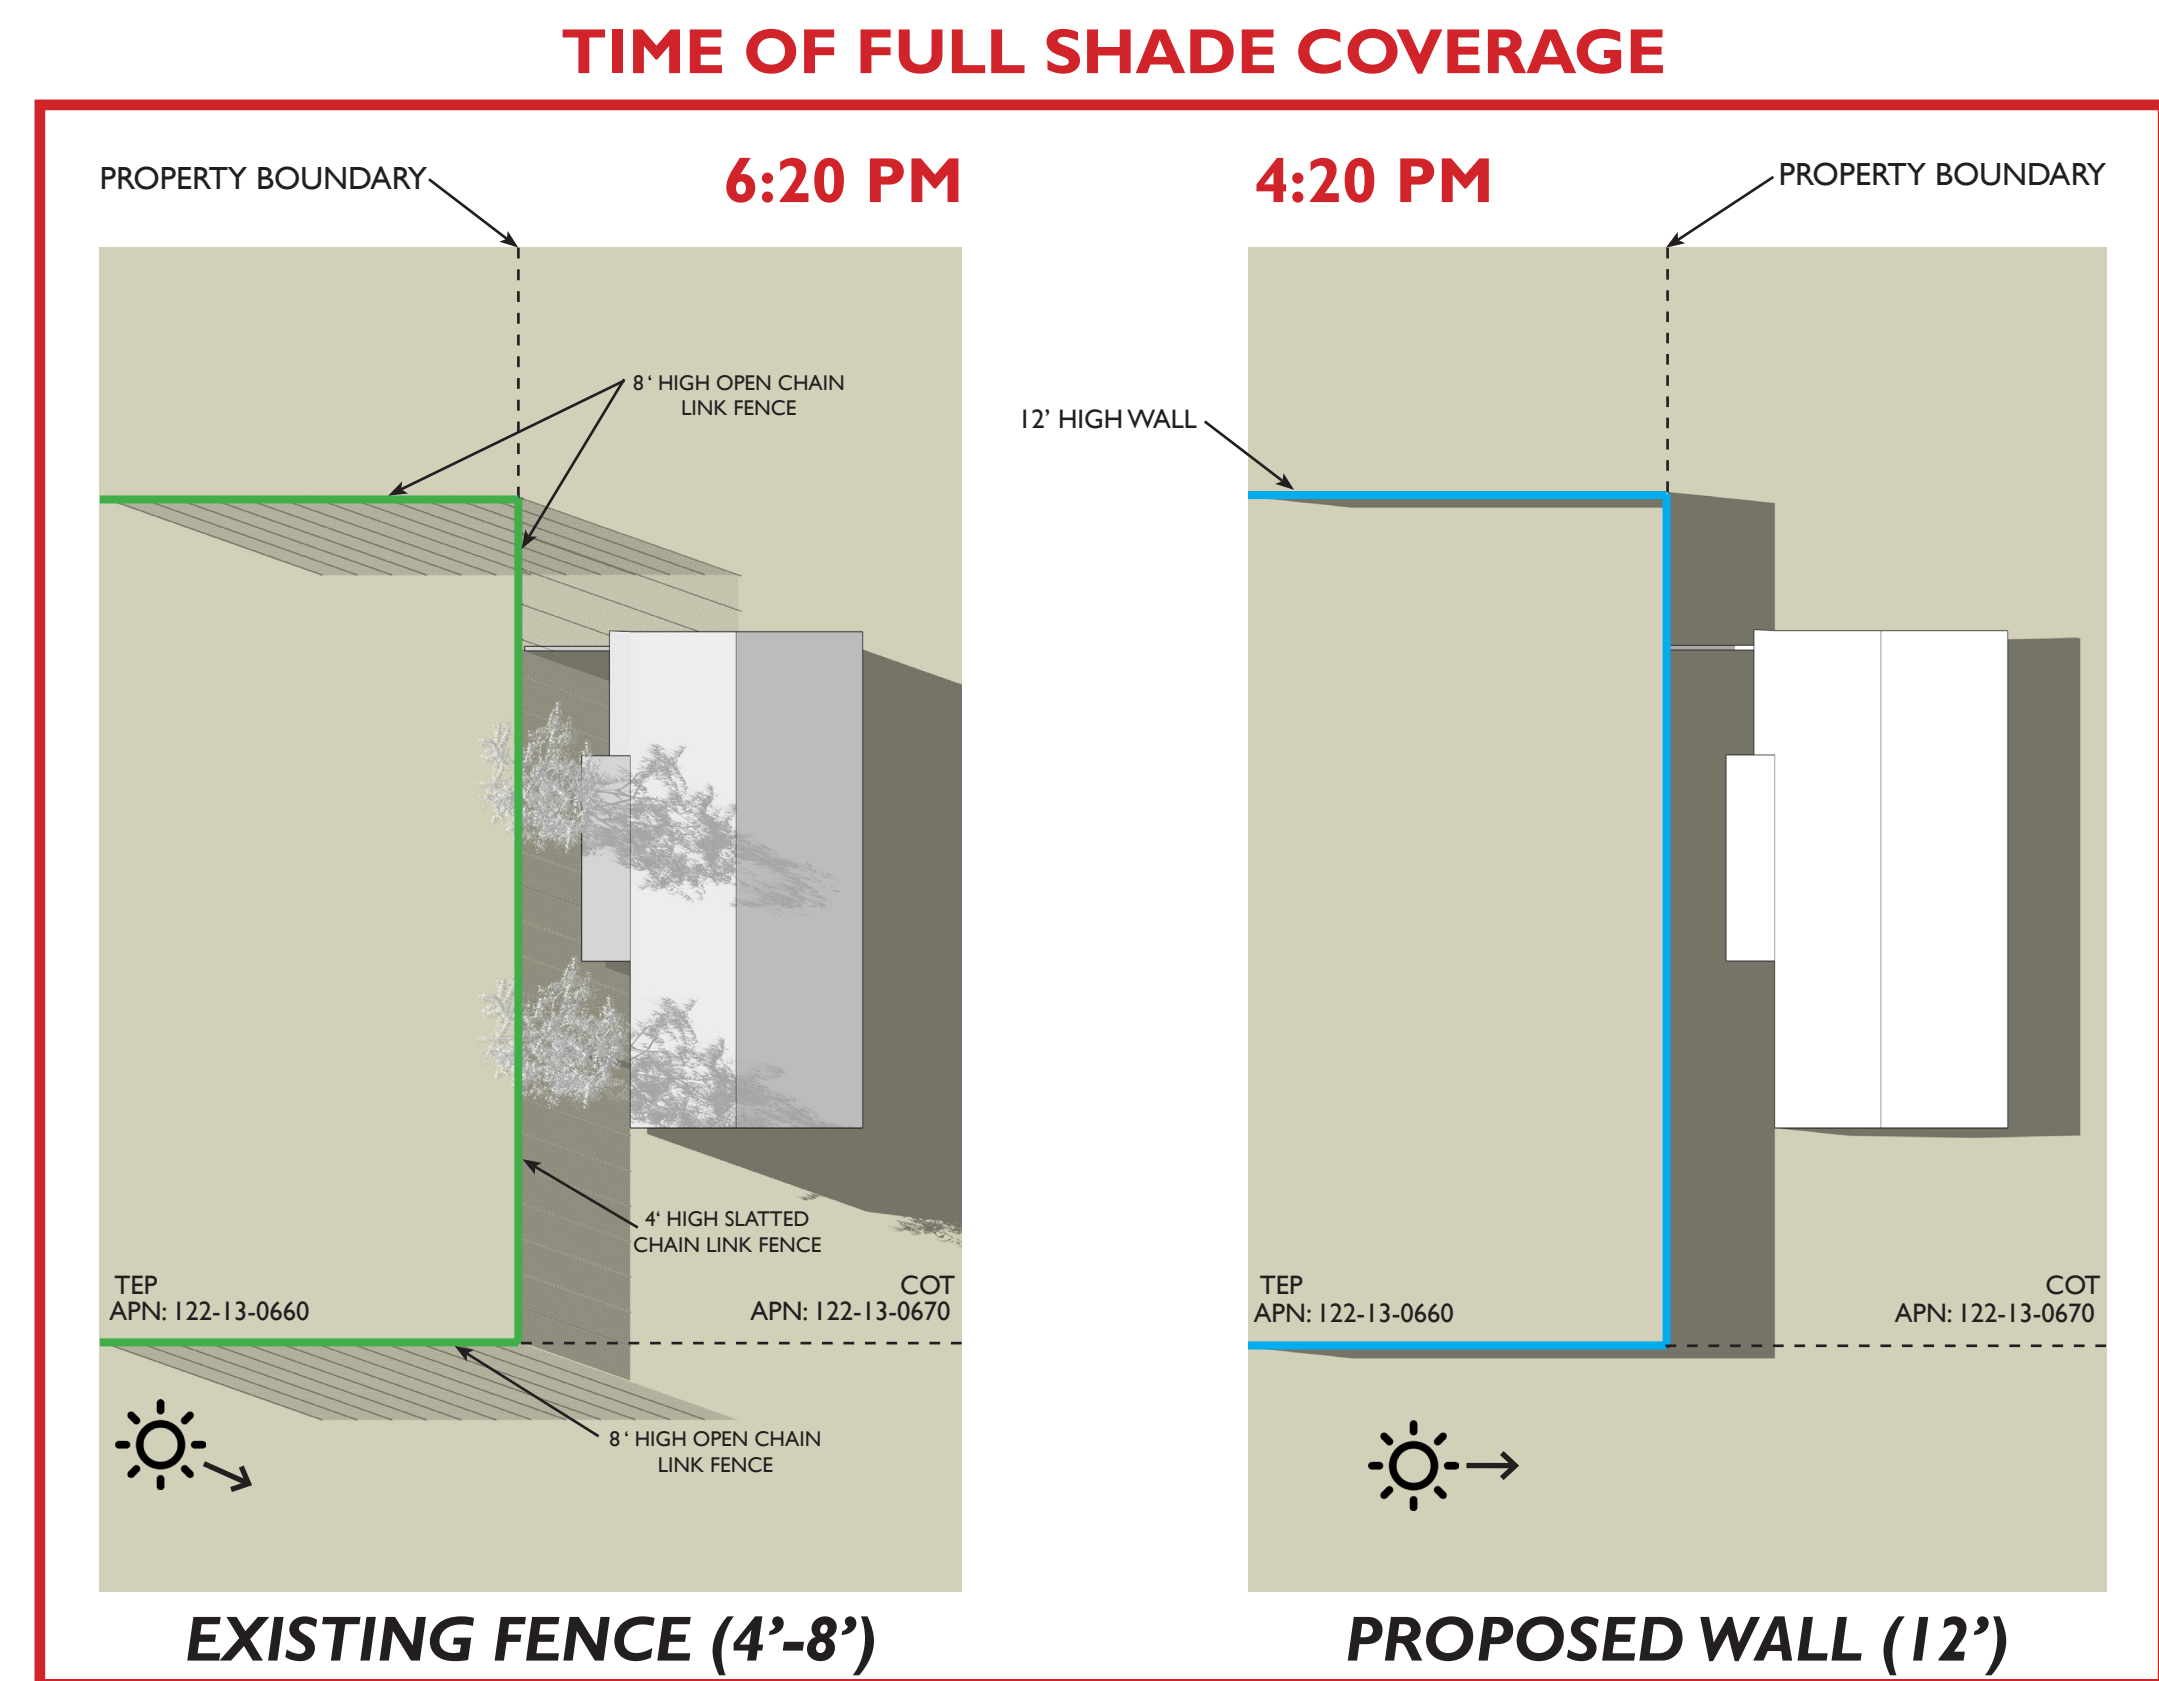 TIME OF FULL SHADE COVERAGE
PROPERTY BOUNDARY
6:20 PM
8‘ HIGH OPEN CHAIN
LINK FENCE
4‘ HIGH SLATTED
CHAIN LINK FENCE
TEP
APN: 122-13-0660
COT
APN: 122-13-0670
8‘ HIGH OPEN CHAIN
LINK FENCE
EXISTING FENCE (4’-8’)
4:20 PM
PROPERTY BOUNDARY
12’ HIGH WALL
TEP
APN: 122-13-0660
COT
APN: 122-13-0670
PROPOSED WALL (12’)